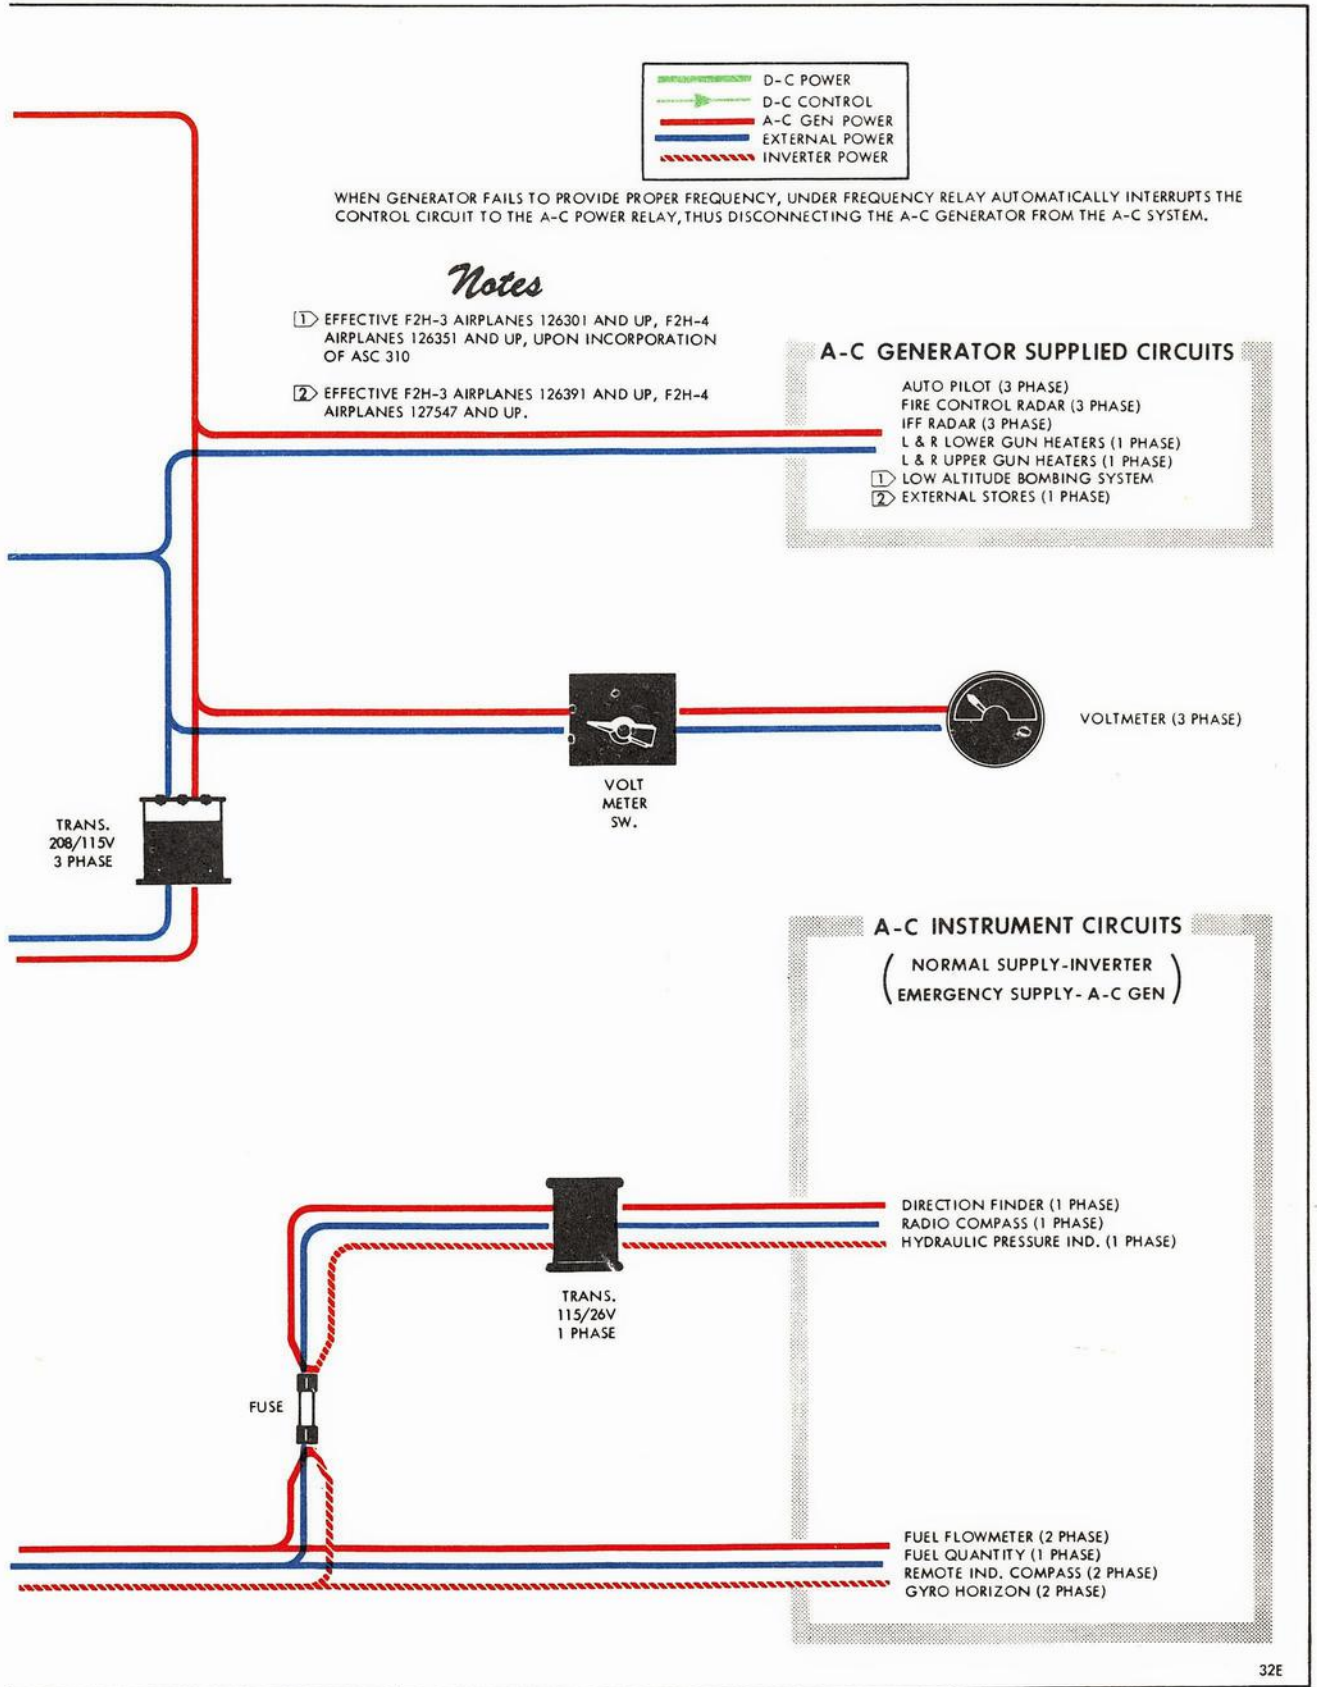 D-C POWER
D-C CONTROL
A-C GEN POWER
EXTERNAL POWER
INVERTER POWER
WHEN GENERATOR FAILS TO PROVIDE PROPER FREQUENCY, UNDER FREQUENCY RELAY AUTOMATICALLY INTERRUPTS THE
CONTROL CIRCUIT TO THE A-C POWER RELAY, THUS DISCONNECTING THE A-C GENERATOR FROM THE A-C SYSTEM.
Notes
1 EFFECTIVE F2H-3 AIRPLANES 126301 AND UP, F2H-4
AIRPLANES 126351 AND UP, UPON INCORPORATION
OF ASC 310
2 EFFECTIVE F2H-3 AIRPLANES 126391 AND UP, F2H-4
AIRPLANES 127547 AND UP.
A-C GENERATOR SUPPLIED CIRCUITS
AUTO PILOT (3 PHASE)
FIRE CONTROL RADAR (3 PHASE)
IFF RADAR (3 PHASE)
L & R LOWER GUN HEATERS (1 PHASE)
L & R UPPER GUN HEATERS (1 PHASE)
1 LOW ALTITUDE BOMBING SYSTEM
2 EXTERNAL STORES (1 PHASE)
VOLTMETER (3 PHASE)
VOLT
METER
SW.
TRANS.
208/115V
3 PHASE
A-C INSTRUMENT CIRCUITS
(NORMAL SUPPLY-INVERTER
EMERGENCY SUPPLY- A-C GEN)
DIRECTION FINDER (1 PHASE)
RADIO COMPASS (1 PHASE)
HYDRAULIC PRESSURE IND. (1 PHASE)
TRANS.
115/26V
1 PHASE
FUSE
FUEL FLOWMETER (2 PHASE)
FUEL QUANTITY (1 PHASE)
REMOTE IND. COMPASS (2 PHASE)
GYRO HORIZON (2 PHASE)
32E